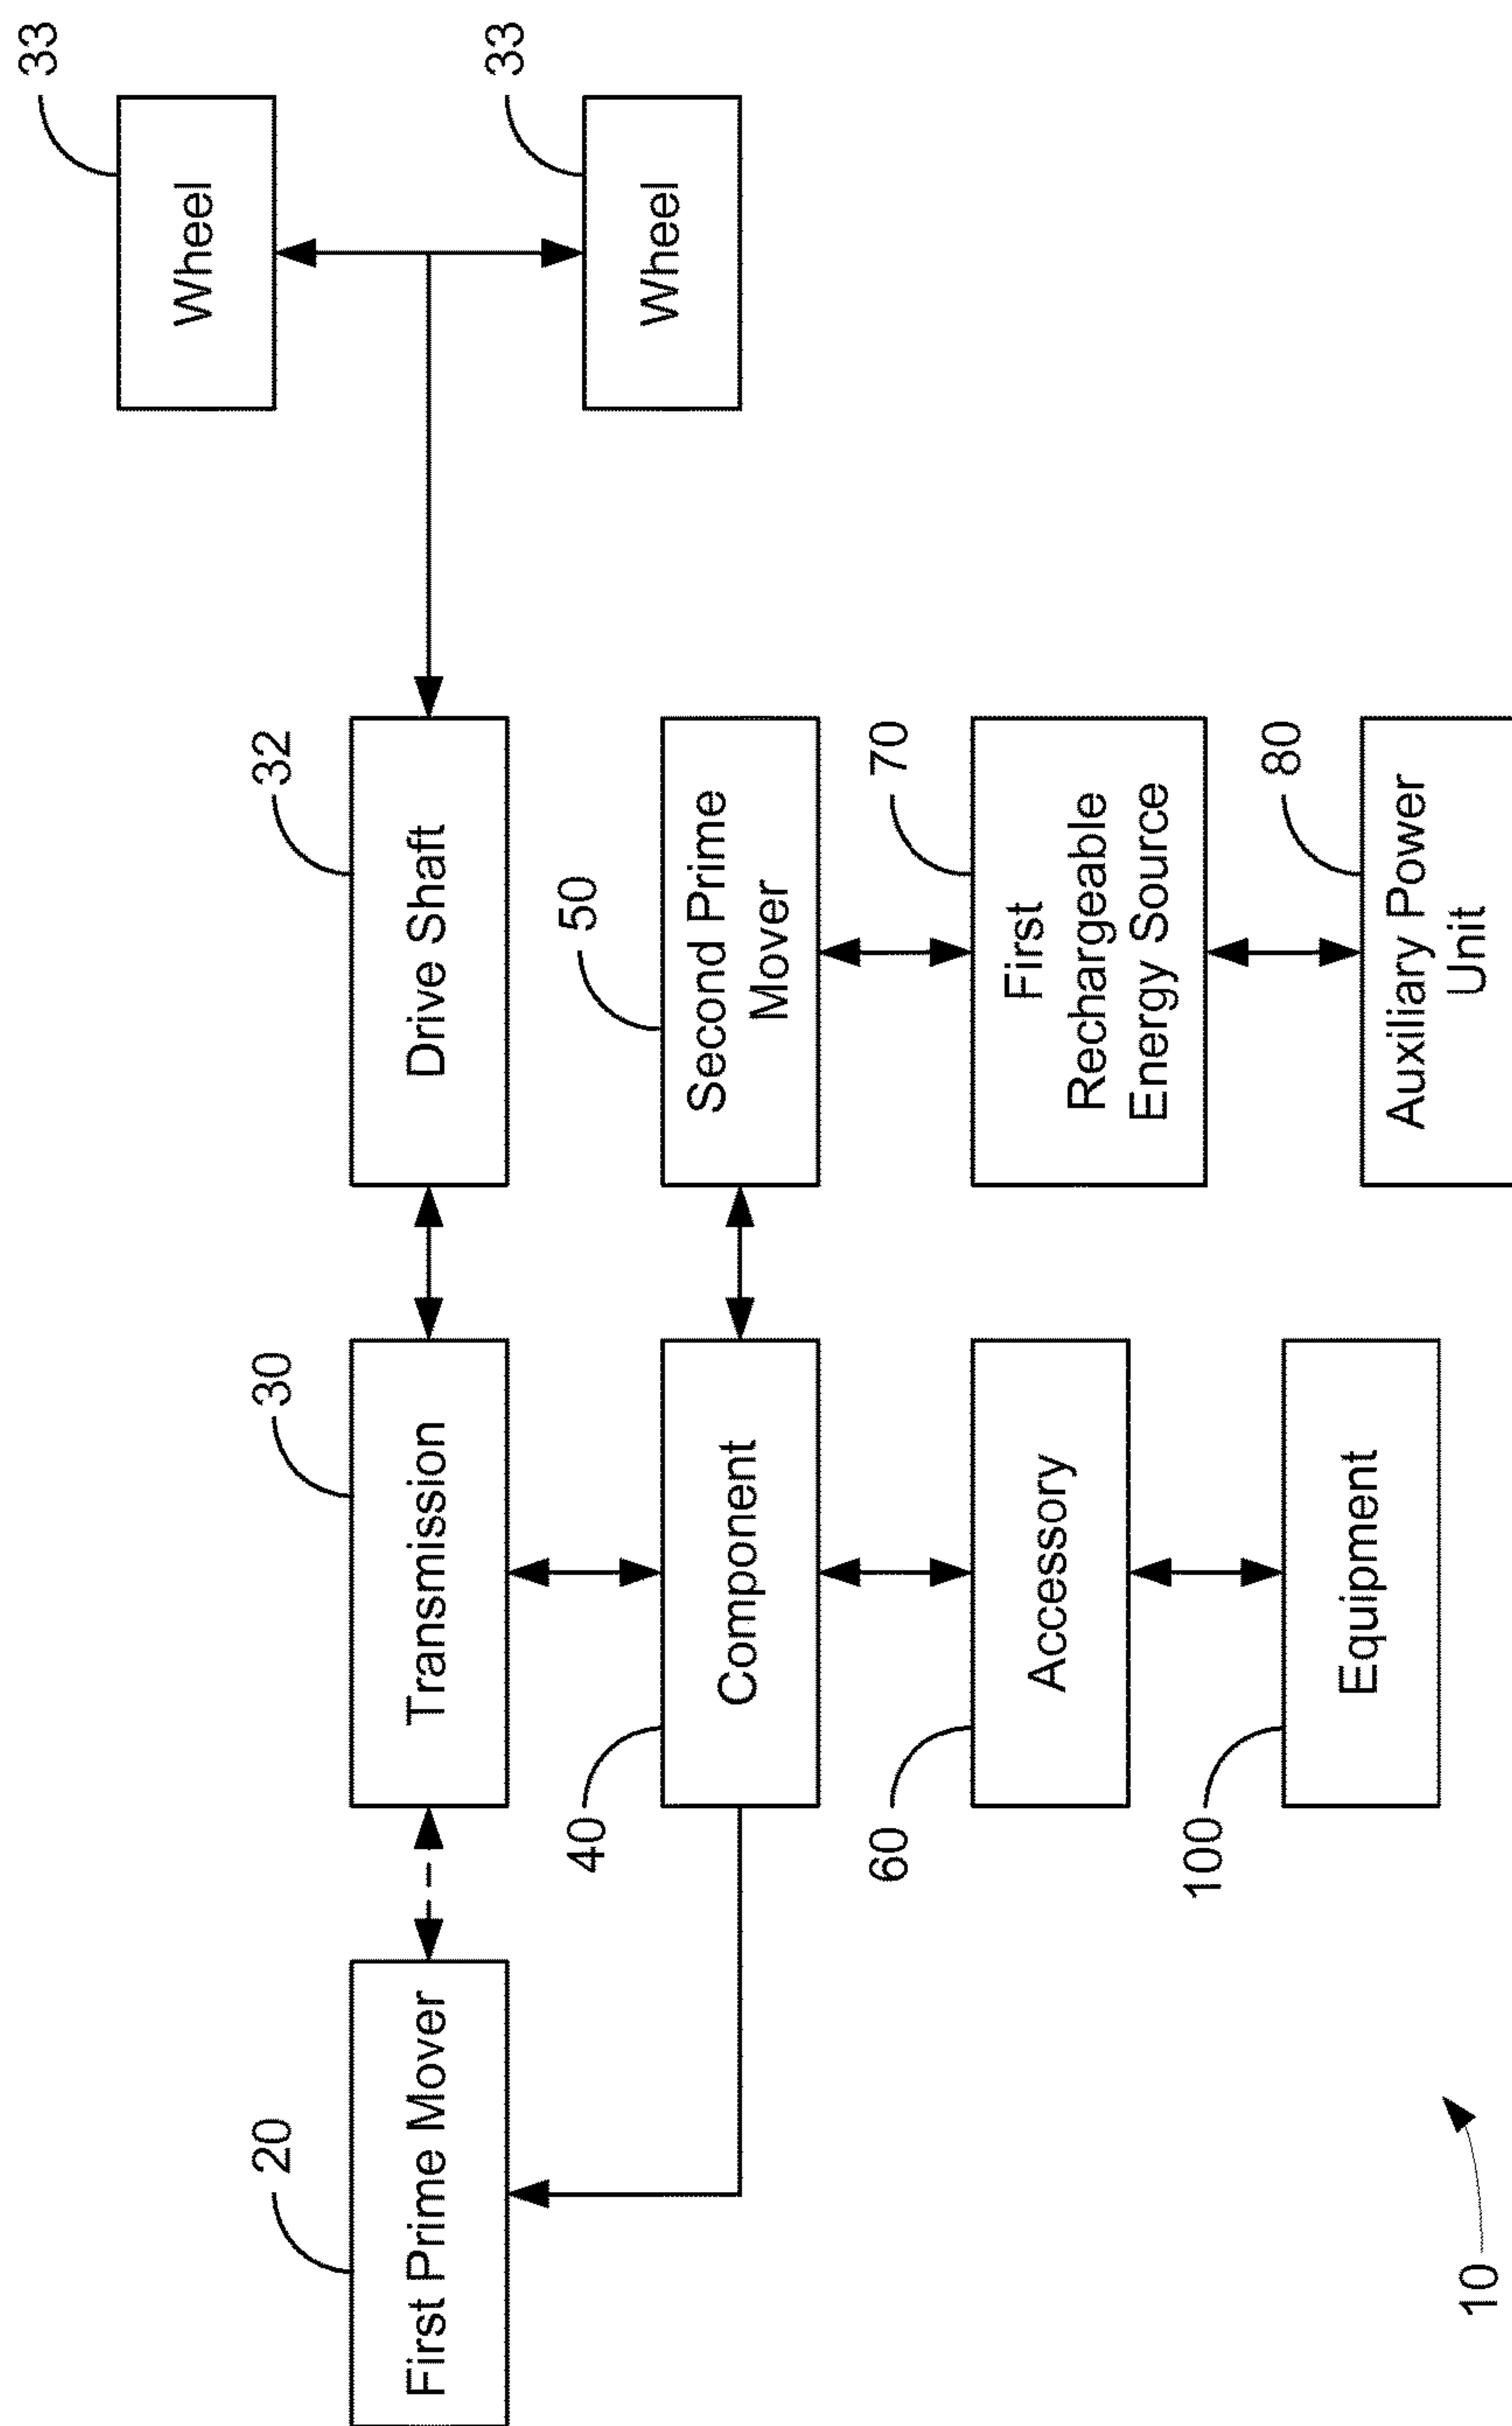 33
Wheel
33
Wheel
20
First Prime Mover
30
Transmission
32
Drive Shaft
40
Component
50
Second Prime
Mover
60
Accessory
70
First
Rechargeable
Energy Source
100
Equipment
80
Auxiliary Power
Unit
10